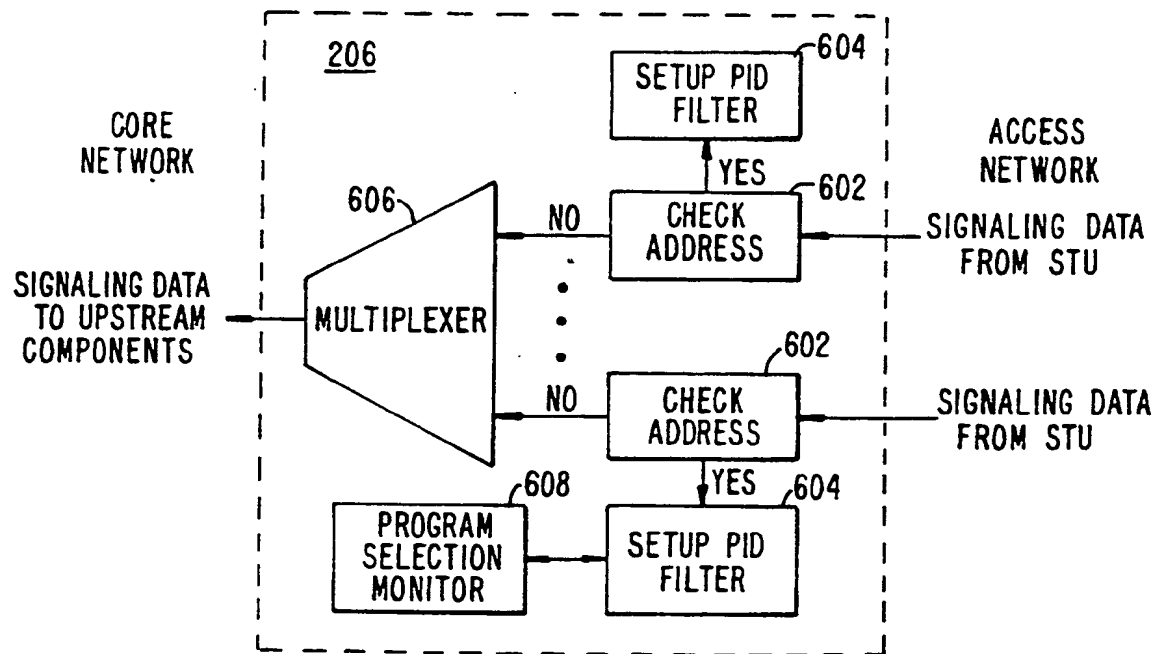 206
604
SETUP PID
FILTER
CORE
NETWORK
ACCESS
NETWORK
YES
602
606
NO
CHECK
ADDRESS
SIGNALING DATA
FROM STU
SIGNALING DATA
TO UPSTREAM
COMPONENTS
MULTIPLEXER
602
NO
CHECK
ADDRESS
SIGNALING DATA
FROM STU
YES
608
604
PROGRAM
SELECTION
MONITOR
SETUP PID
FILTER